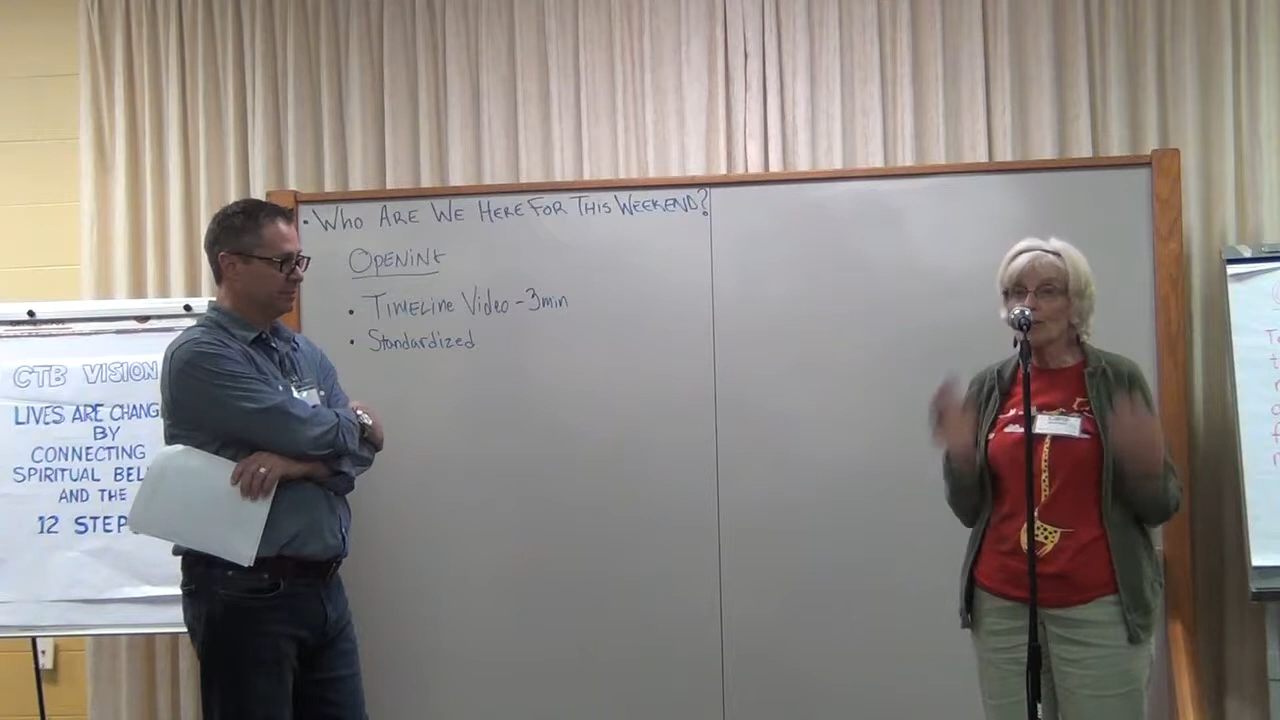 • Who Are We Here For This Weekend?
Opening
• Timeline Video - 3min
• Standardized
CTB VISION
LIVES ARE CHANG
BY
CONNECTING
SPIRITUAL BEL
AND THE
12 STEP